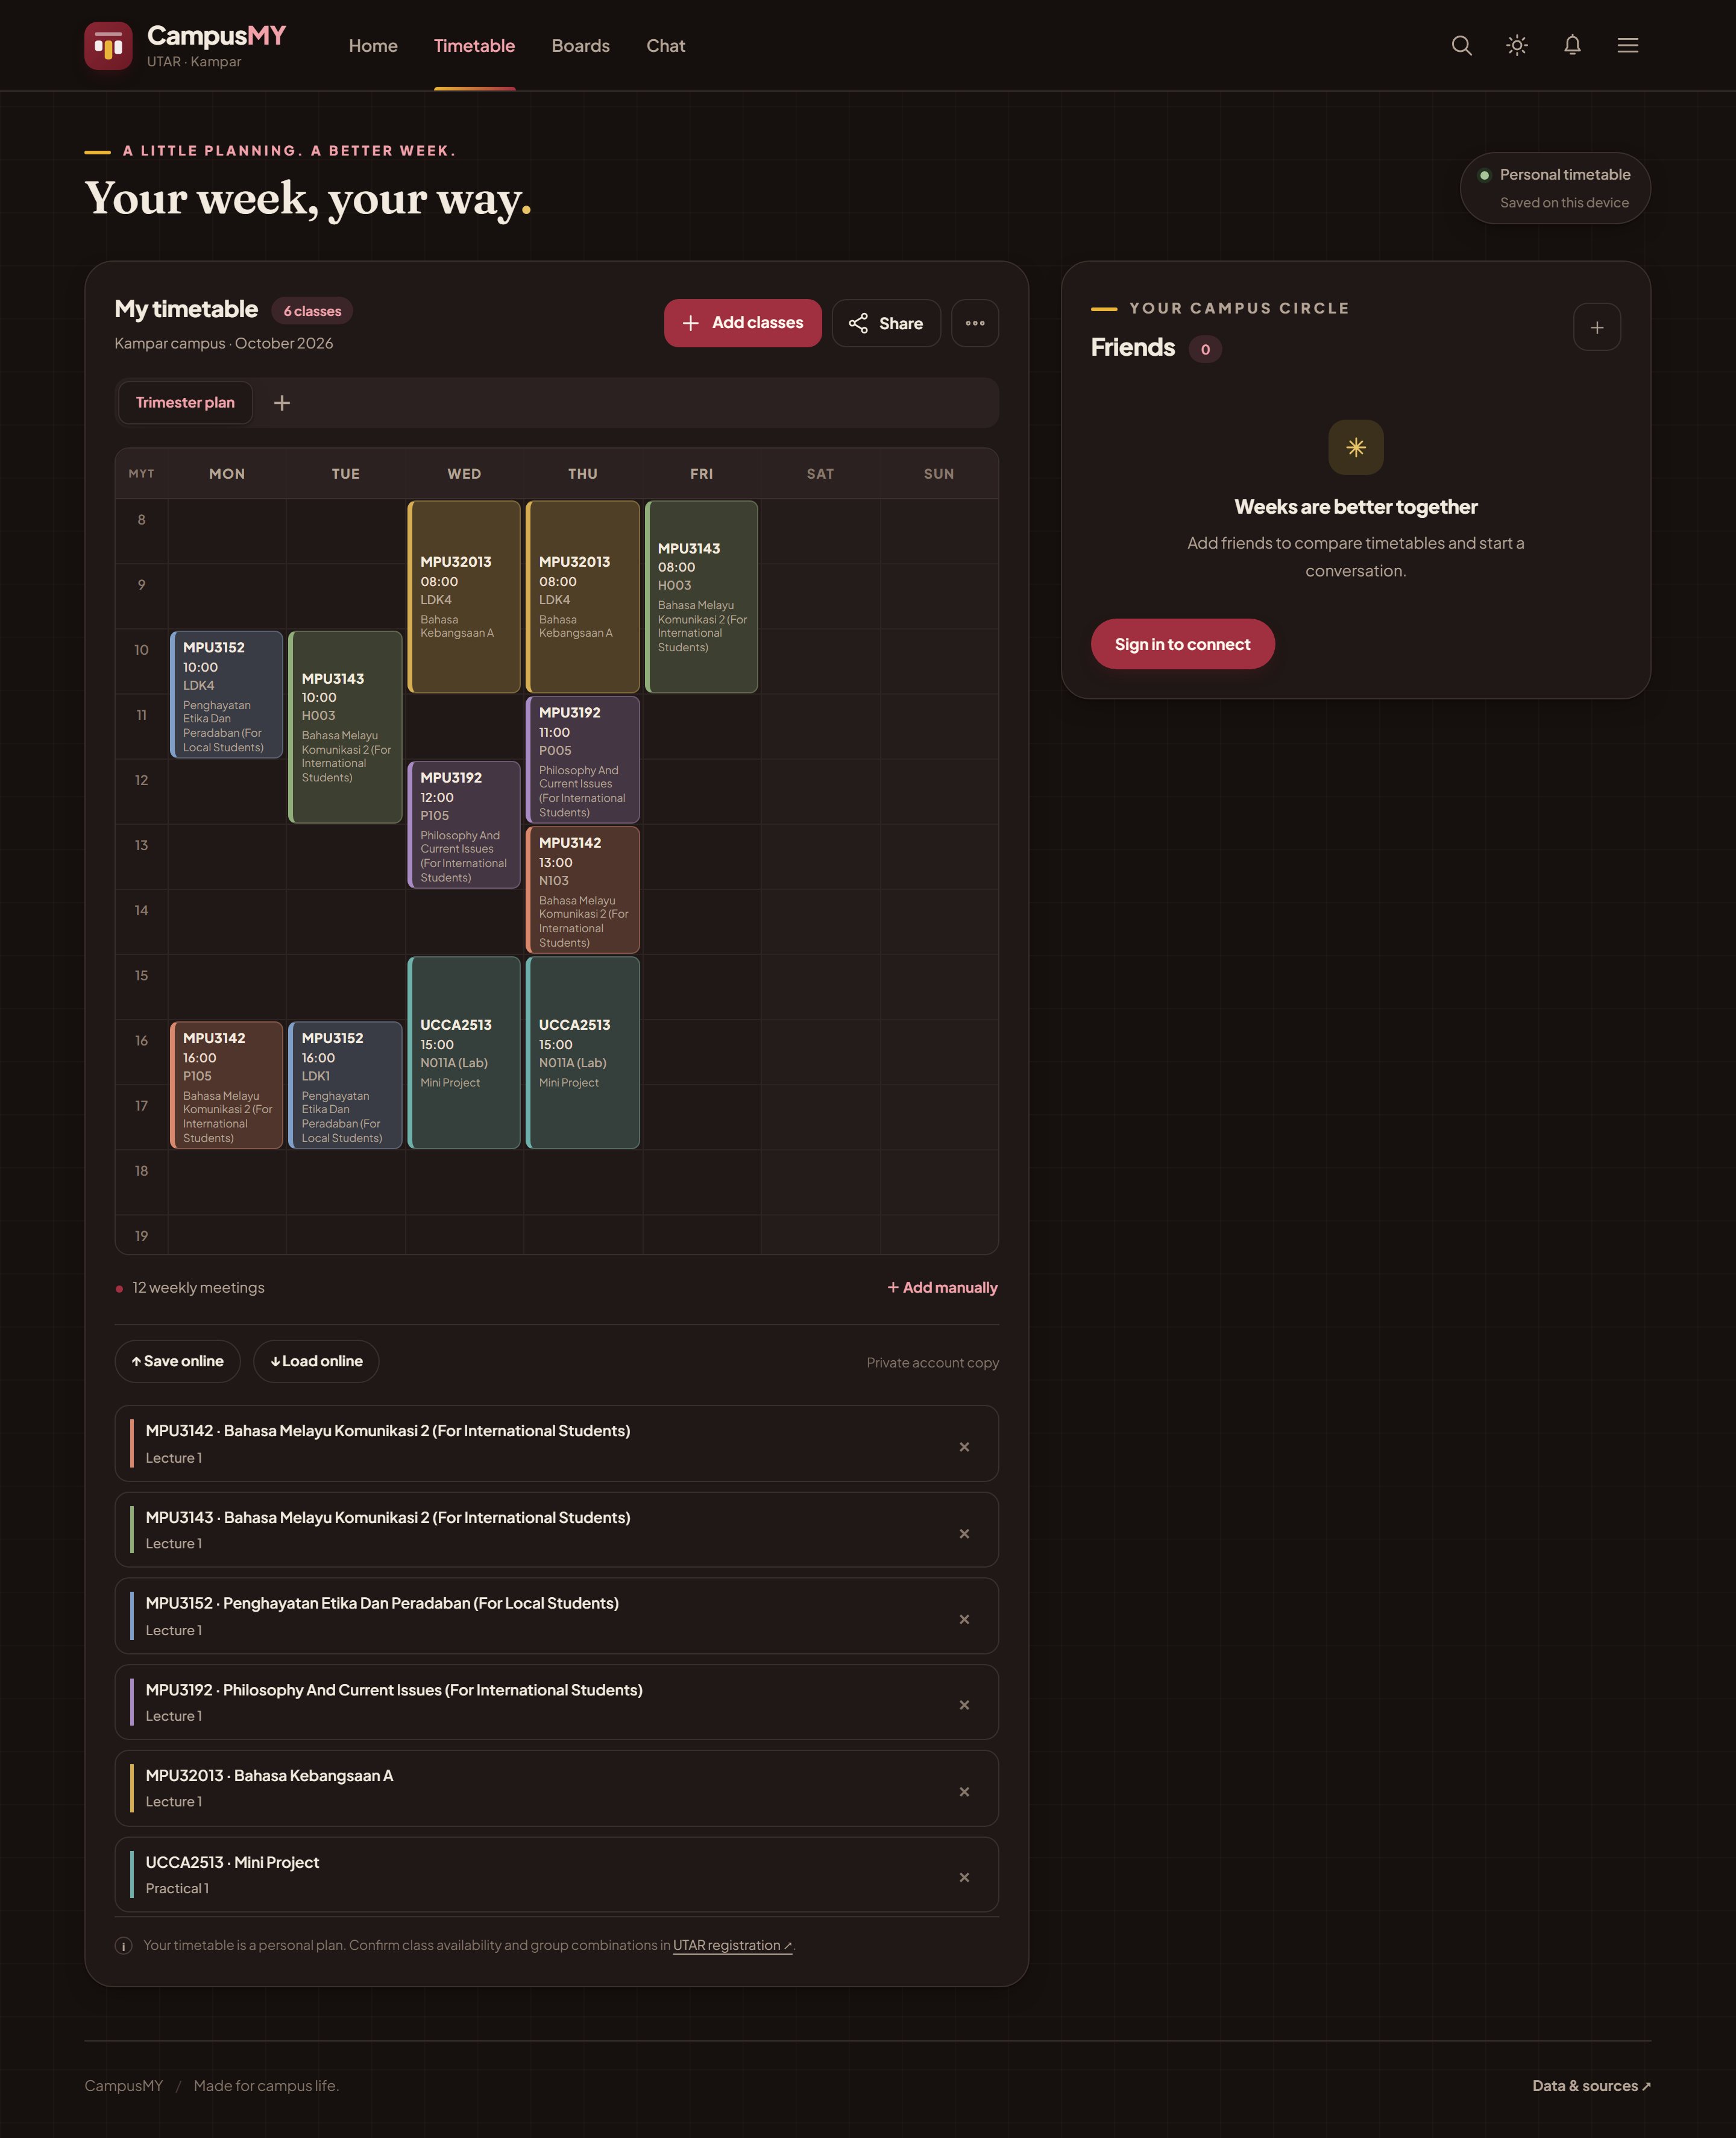 CampusMY
UTAR · Kampar
Home
Timetable
Boards
Chat
A LITTLE PLANNING. A BETTER WEEK.
Your week, your way.
Personal timetable
Saved on this device
My timetable
6 classes
Kampar campus · October 2026
+ Add classes
Share
Trimester plan
+
MYT MON TUE WED THU FRI SAT SUN
8
9
10
11
12
13
14
15
16
17
18
19
MPU3152
10:00
LDK4
Penghayatan
Etika Dan
Peradaban (For
Local Students)
MPU3142
16:00
P105
Bahasa Melayu
Komunikasi 2 (For
International
Students)
MPU3143
10:00
H003
Bahasa Melayu
Komunikasi 2 (For
International
Students)
MPU3152
16:00
LDK1
Penghayatan
Etika Dan
Peradaban (For
Local Students)
MPU32013
08:00
LDK4
Bahasa
Kebangsaan A
MPU3192
12:00
P105
Philosophy And
Current Issues
(For International
Students)
UCCA2513
15:00
N011A (Lab)
Mini Project
MPU32013
08:00
LDK4
Bahasa
Kebangsaan A
MPU3192
11:00
P005
Philosophy And
Current Issues
(For International
Students)
MPU3142
13:00
N103
Bahasa Melayu
Komunikasi 2 (For
International
Students)
UCCA2513
15:00
N011A (Lab)
Mini Project
MPU3143
08:00
H003
Bahasa Melayu
Komunikasi 2 (For
International
Students)
12 weekly meetings
+ Add manually
↑ Save online
↓ Load online
Private account copy
MPU3142 · Bahasa Melayu Komunikasi 2 (For International Students)
Lecture 1
×
MPU3143 · Bahasa Melayu Komunikasi 2 (For International Students)
Lecture 1
×
MPU3152 · Penghayatan Etika Dan Peradaban (For Local Students)
Lecture 1
×
MPU3192 · Philosophy And Current Issues (For International Students)
Lecture 1
×
MPU32013 · Bahasa Kebangsaan A
Lecture 1
×
UCCA2513 · Mini Project
Practical 1
×
Your timetable is a personal plan. Confirm class availability and group combinations in UTAR registration ↗.
YOUR CAMPUS CIRCLE
Friends
0
+
Weeks are better together
Add friends to compare timetables and start a
conversation.
Sign in to connect
CampusMY / Made for campus life.
Data & sources ↗